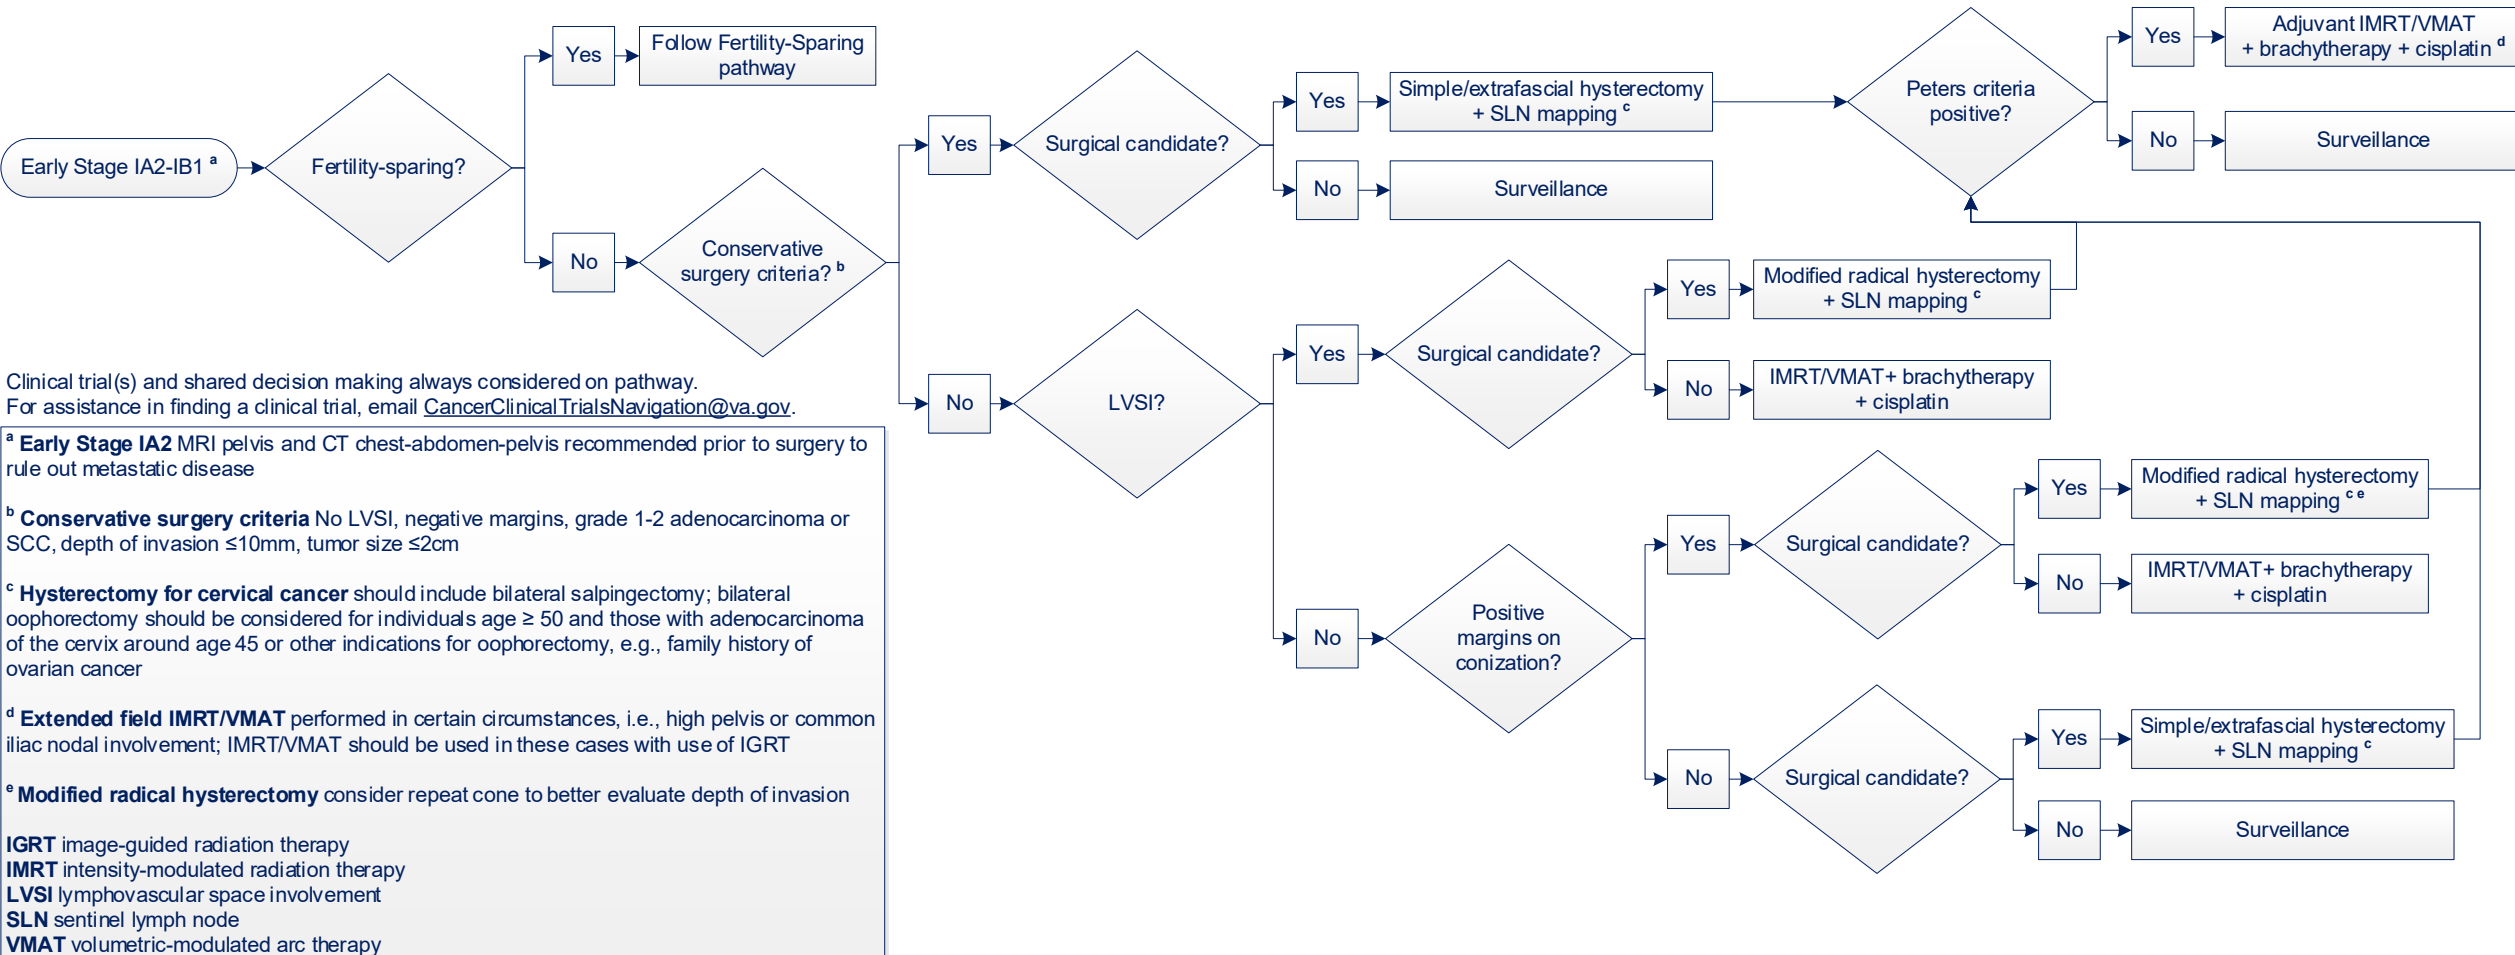 Early Stage IA2-IB1 a
Fertility-sparing?
Yes
Follow Fertility-Sparing
pathway
No
Conservative
surgery criteria? b
Yes
Surgical candidate?
Yes
Simple/extrafascial hysterectomy
+ SLN mapping c
No
Surveillance
Peters criteria
positive?
Yes
Adjuvant IMRT/VMAT
+ brachytherapy + cisplatin d
No
Surveillance
No
LVSI?
Yes
Surgical candidate?
Yes
Modified radical hysterectomy
+ SLN mapping c
No
IMRT/VMAT+ brachytherapy
+ cisplatin
No
Positive
margins on
conization?
Yes
Surgical candidate?
Yes
Modified radical hysterectomy
+ SLN mapping c e
No
IMRT/VMAT+ brachytherapy
+ cisplatin
No
Surgical candidate?
Yes
Simple/extrafascial hysterectomy
+ SLN mapping c
No
Surveillance
Clinical trial(s) and shared decision making always considered on pathway.
For assistance in finding a clinical trial, email CancerClinicalTrialsNavigation@va.gov.
a Early Stage IA2 MRI pelvis and CT chest-abdomen-pelvis recommended prior to surgery to
rule out metastatic disease
b Conservative surgery criteria No LVSI, negative margins, grade 1-2 adenocarcinoma or
SCC, depth of invasion ≤10mm, tumor size ≤2cm
c Hysterectomy for cervical cancer should include bilateral salpingectomy; bilateral
oophorectomy should be considered for individuals age ≥ 50 and those with adenocarcinoma
of the cervix around age 45 or other indications for oophorectomy, e.g., family history of
ovarian cancer
d Extended field IMRT/VMAT performed in certain circumstances, i.e., high pelvis or common
iliac nodal involvement; IMRT/VMAT should be used in these cases with use of IGRT
e Modified radical hysterectomy consider repeat cone to better evaluate depth of invasion
IGRT image-guided radiation therapy
IMRT intensity-modulated radiation therapy
LVSI lymphovascular space involvement
SLN sentinel lymph node
VMAT volumetric-modulated arc therapy